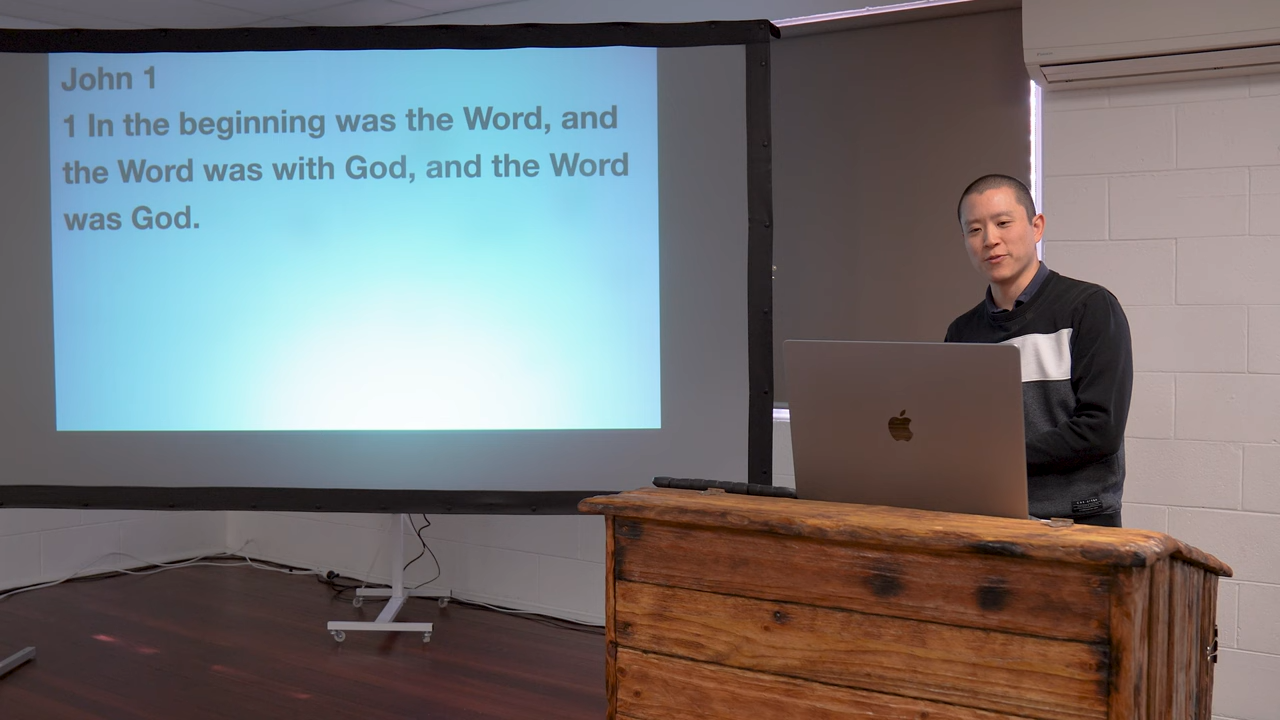 John 1
1 In the beginning was the Word, and
the Word was with God, and the Word
was God.